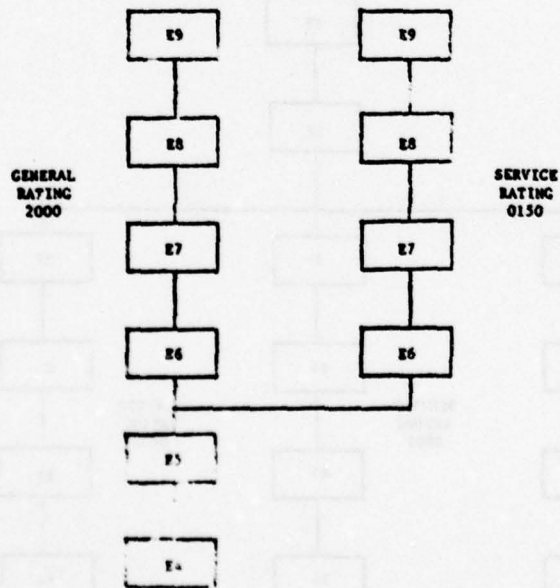 E9 E9
E8 E8
GENERAL
RATING
2000
SERVICE
RATING
0150
E7 E7
E6 E6
E5
E4